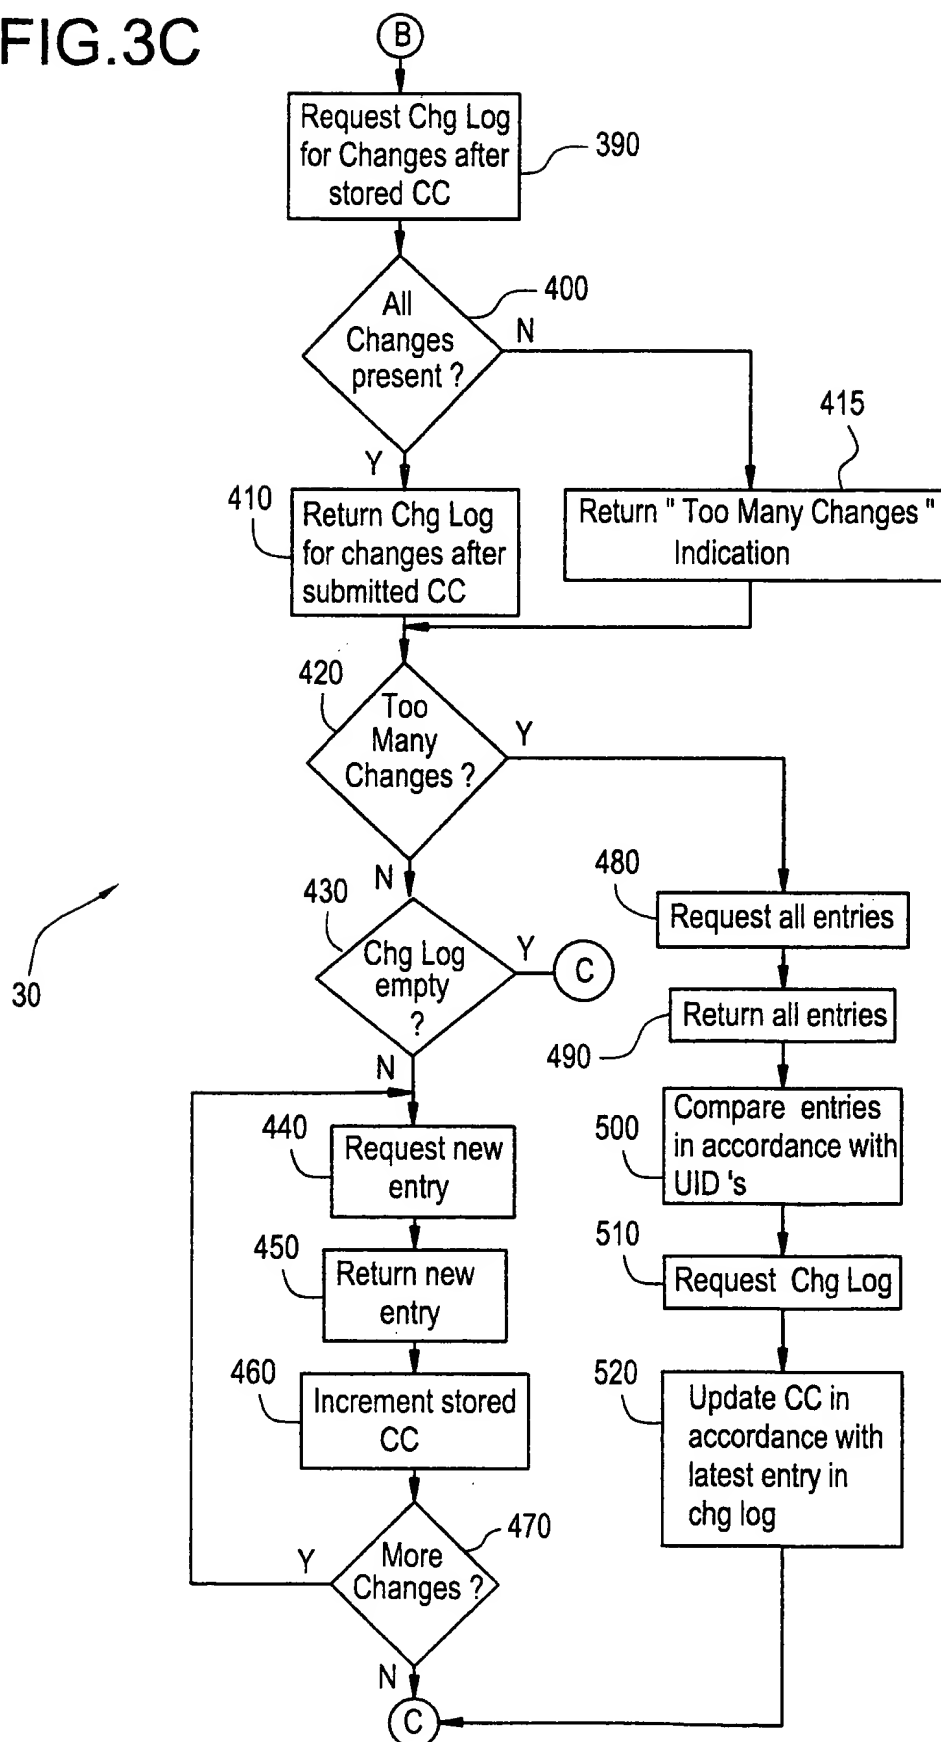 FIG.3C
B
Request Chg Log
for Changes after
stored CC
390
All
Changes
present ?
400
N
Y
415
410
Return Chg Log
for changes after
submitted CC
Return " Too Many Changes "
Indication
420
Too
Many
Changes ?
Y
N
430
Chg Log
empty
?
Y
C
N
480
Request all entries
Return all entries
490
30
440
Request new
entry
500
Compare entries
in accordance with
UID 's
450
Return new
entry
510
Request Chg Log
460
Increment stored
CC
520
Update CC in
accordance with
latest entry in
chg log
More
Changes ?
470
Y
N
C